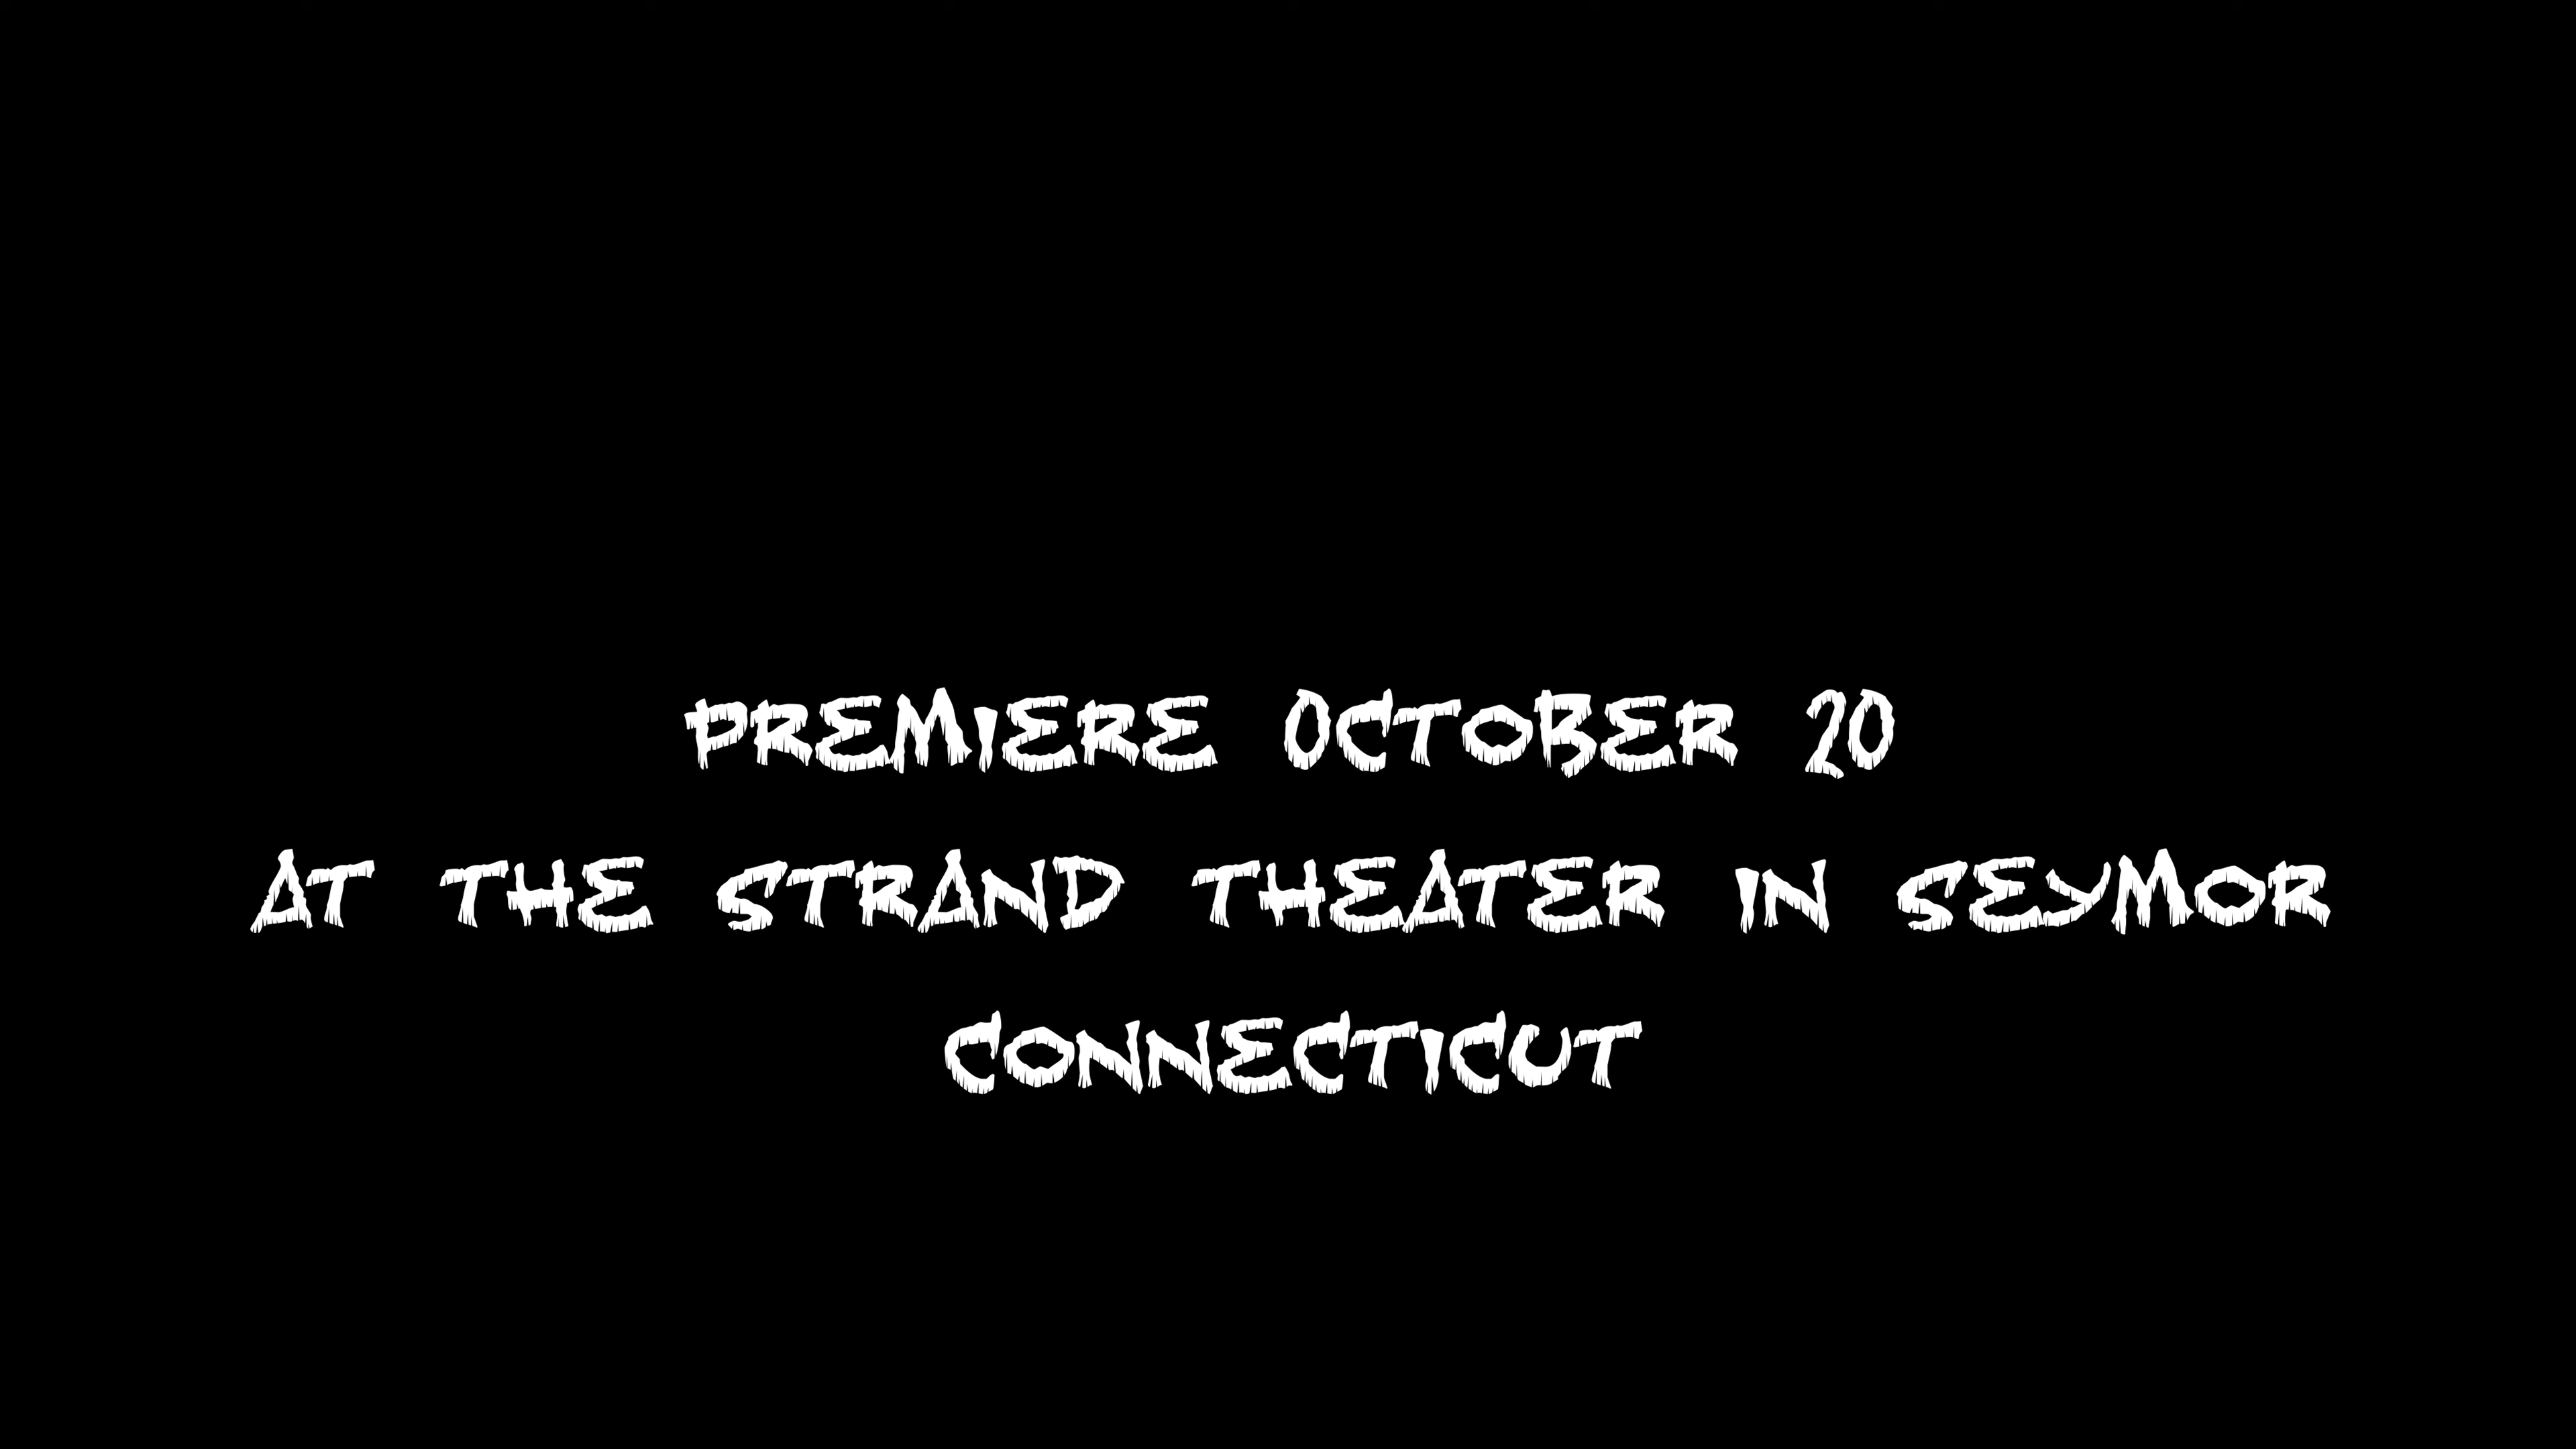 PREMIERE OCTOBER 20
AT THE STRAND THEATER IN SEYMOR
CONNECTICUT